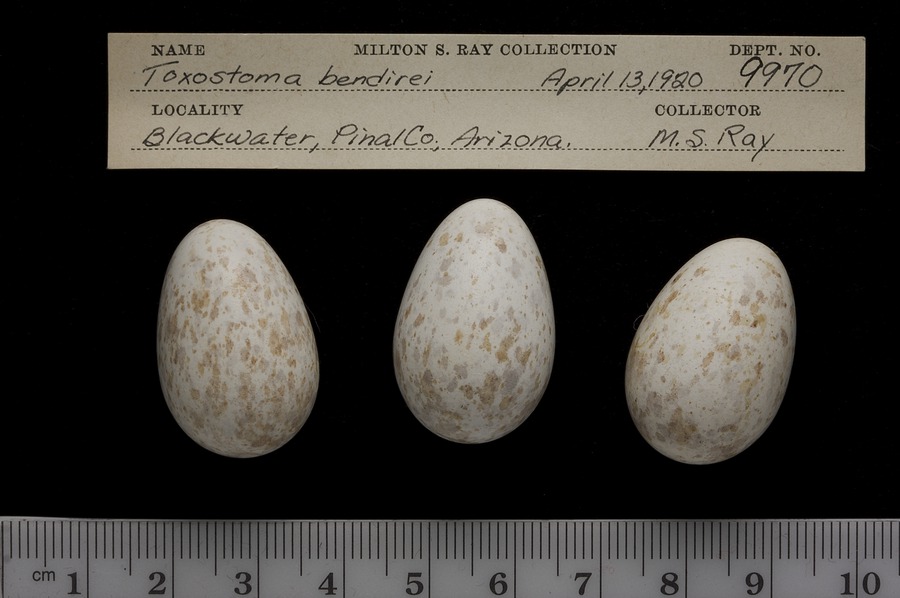 NAME MILTON S. RAY COLLECTION DEPT. NO.
Toxostoma bendirei April 13, 1920 9970
LOCALITY COLLECTOR
Blackwater, Pinal Co., Arizona. M. S. Ray
cm 1 2 3 4 5 6 7 8 9 10